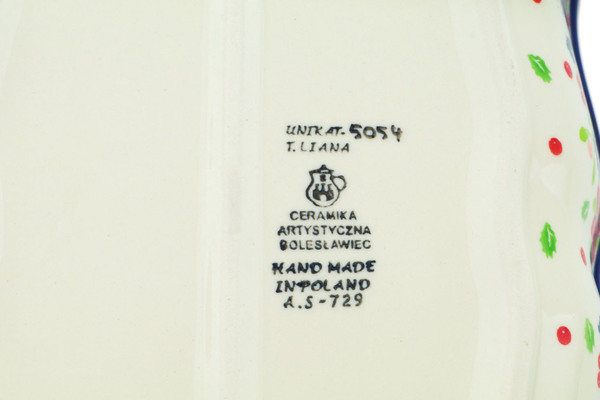 UNIKAT-5054
T. LIANA
CERAMIKA
ARTYSTYCZNA
BOLESŁAWIEC
HAND MADE
IN POLAND
A.S-729